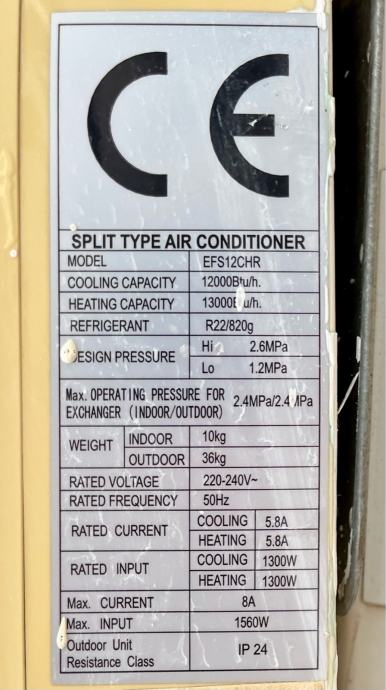 CE
SPLIT TYPE AIR CONDITIONER
MODEL EFS12CHR
COOLING CAPACITY 12000Btu/h.
HEATING CAPACITY
REFRIGERANT R22/820g
DESIGN PRESSURE Hi 2.6MPa
Lo 1.2MPa
Max. OPERATING PRESSURE FOR
EXCHANGER (INDOOR/OUTDOOR) 2.4MPa/2.4MPa
WEIGHT INDOOR 10kg
OUTDOOR 36kg
RATED VOLTAGE 220-240V~
RATED FREQUENCY 50Hz
RATED CURRENT COOLING 5.8A
HEATING 5.8A
RATED INPUT COOLING 1300W
HEATING 1300W
Max. CURRENT 8A
Max. INPUT 1560W
Outdoor Unit
Resistance Class IP 24